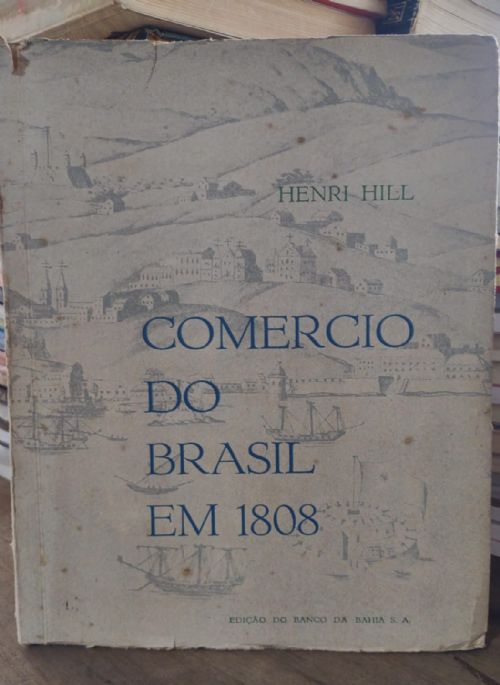 HENRI HILL
COMERCIO
DO
BRASIL
EM 1808
EDIÇÃO DO BANCO DA BAHIA S. A.